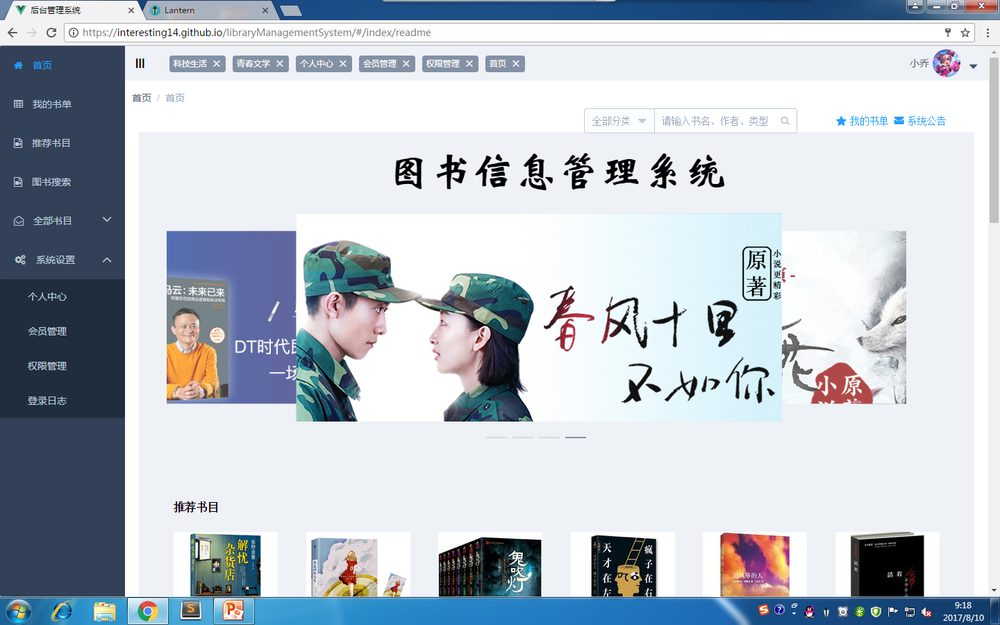 后台管理系统
Lantern
https://interesting14.github.io/libraryManagementSystem/#/index/readme
首页
我的书单
推荐书目
图书搜索
全部书目
系统设置
个人中心
会员管理
权限管理
登录日志
科技生活
青春文学
个人中心
会员管理
权限管理
首页
小乔
首页 / 首页
全部分类
请输入书名、作者、类型
我的书单
系统公告
图书信息管理系统
马云：未来已来
DT时代
一场
原著
小说更精彩
春风十里
不如你
花
原
小
推荐书目
解忧
杂货店
东野圭吾
鬼吹灯
天才在左
疯子在右
追风筝的人
活着
余华作品
9:18
2017/8/10